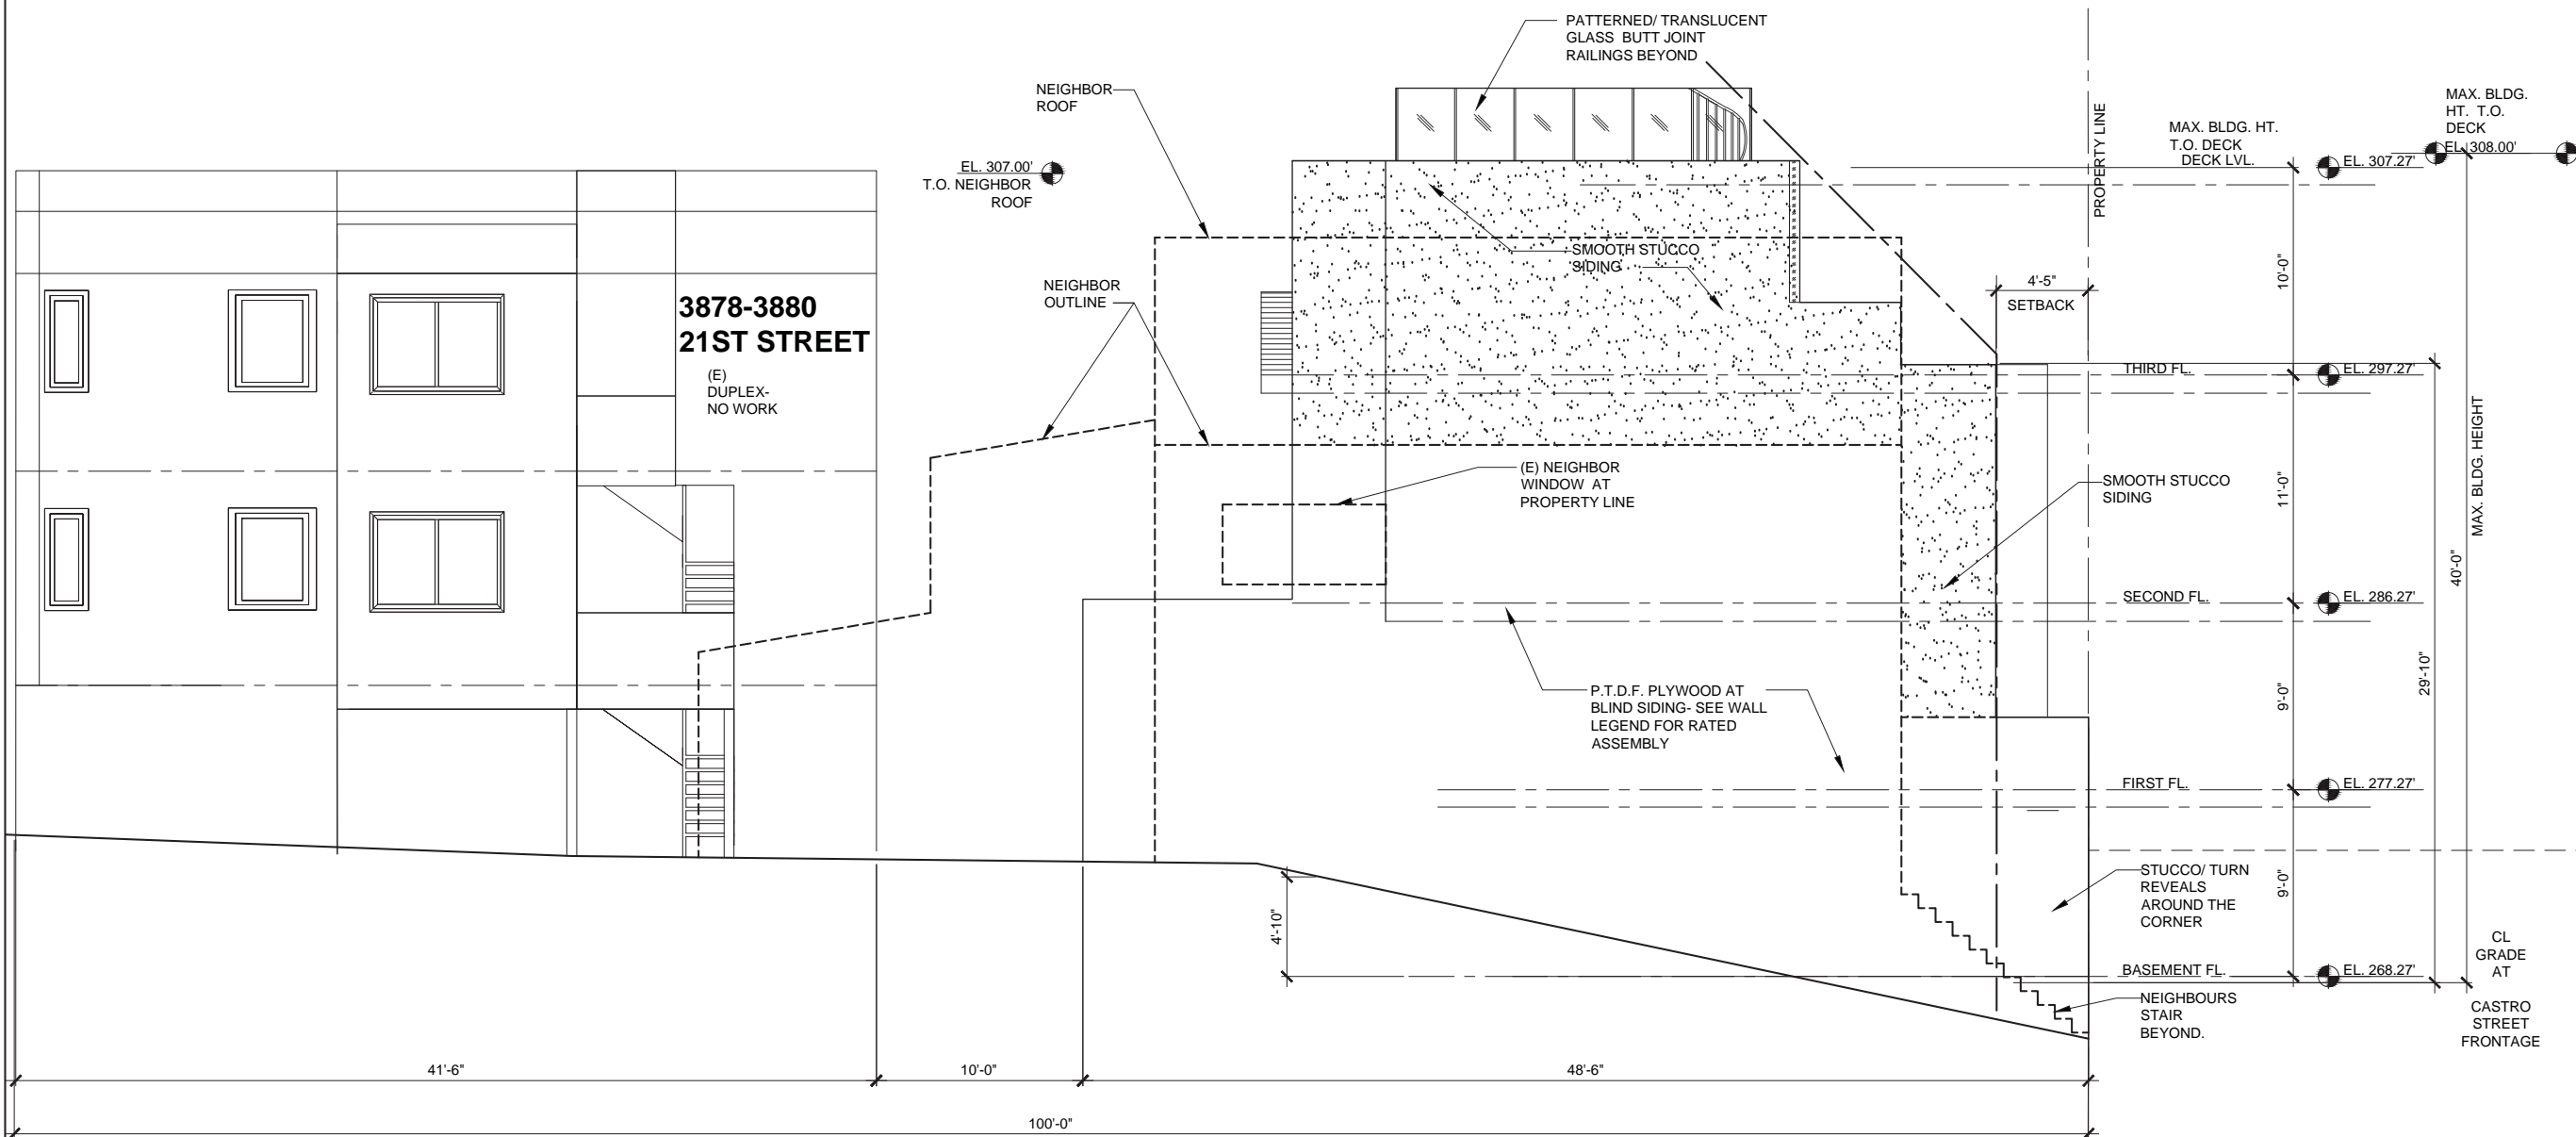 PATTERNED/ TRANSLUCENT
GLASS BUTT JOINT
RAILINGS BEYOND
NEIGHBOR
ROOF
EL. 307.00'
T.O. NEIGHBOR
ROOF
PROPERTY LINE
MAX. BLDG. HT.
T.O. DECK
DECK LVL.
EL. 307.27'
MAX. BLDG.
HT. T.O.
DECK
EL. 308.00'
SMOOTH STUCCO
SIDING
NEIGHBOR
OUTLINE
3878-3880
21ST STREET
(E)
DUPLEX-
NO WORK
4'-5"
SETBACK
10'-0"
THIRD FL.
EL. 297.27'
MAX. BLDG. HEIGHT
(E) NEIGHBOR
WINDOW AT
PROPERTY LINE
SMOOTH STUCCO
SIDING
11'-0"
40'-0"
SECOND FL.
EL. 286.27'
29'-10"
P.T.D.F. PLYWOOD AT
BLIND SIDING- SEE WALL
LEGEND FOR RATED
ASSEMBLY
9'-0"
FIRST FL.
EL. 277.27'
STUCCO/ TURN
REVEALS
AROUND THE
CORNER
9'-0"
4'-10"
CL
GRADE
AT
CASTRO
STREET
FRONTAGE
BASEMENT FL.
EL. 268.27'
NEIGHBOURS
STAIR
BEYOND.
41'-6"
10'-0"
48'-6"
100'-0"